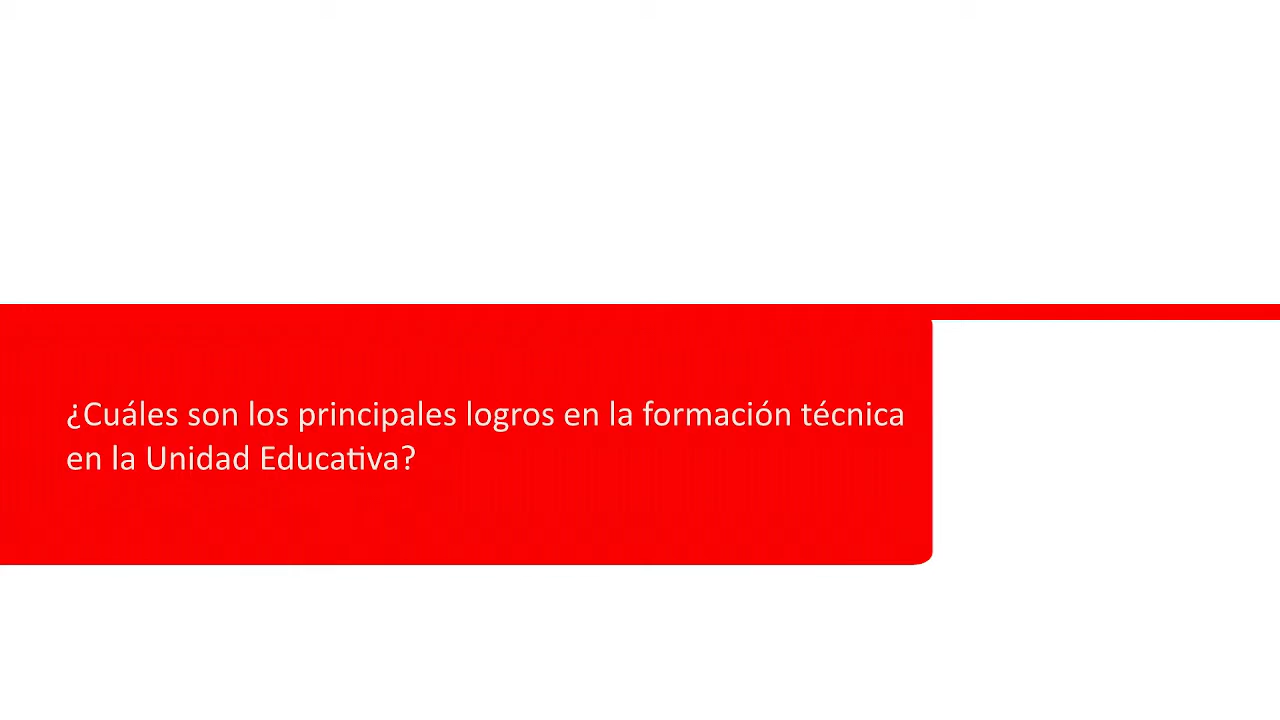 ¿Cuáles son los principales logros en la formación técnica
en la Unidad Educativa?